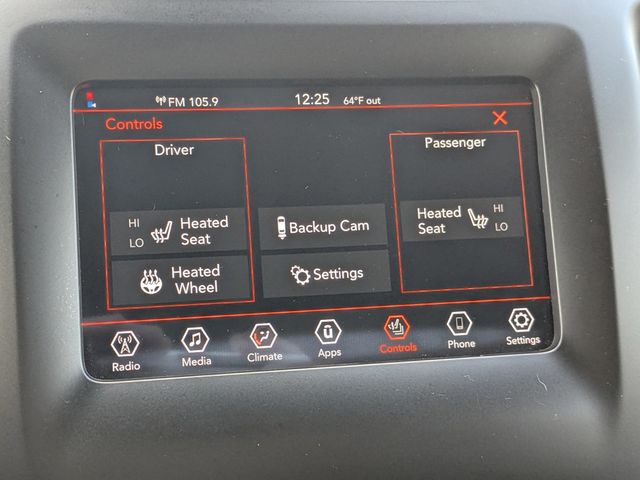 FM 105.9 12:25 64°F out
Controls X
Driver
Passenger
HI
LO
Heated
Seat
Backup Cam
Heated
Seat
HI
LO
Heated
Wheel
Settings
Radio Media Climate Apps Controls Phone Settings